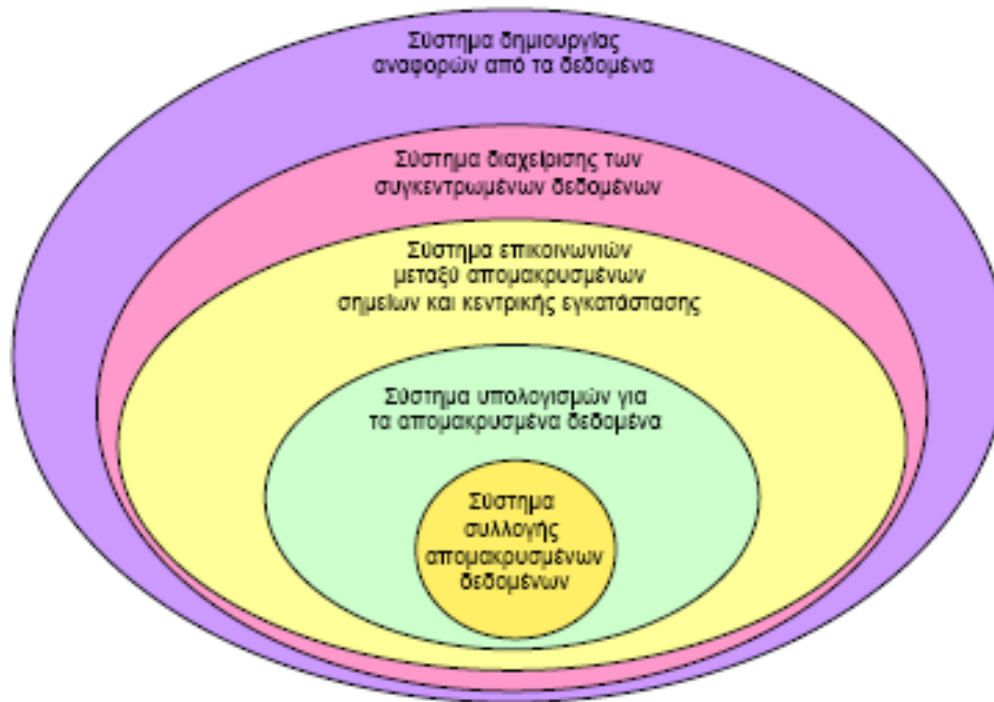 Σύστημα δημιουργίας
αναφορών από τα δεδομένα
Σύστημα διαχείρισης των
συγκεντρωμένων δεδομένων
Σύστημα επικοινωνιών
μεταξύ απομακρυσμένων
σημείων και κεντρικής εγκατάστασης
Σύστημα υπολογισμών για
τα απομακρυσμένα δεδομένα
Σύστημα
συλλογής
απομακρυσμένων
δεδομένων